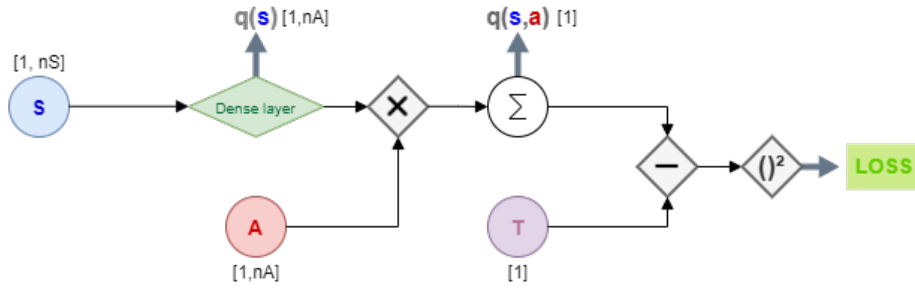 q(s) [1,nA]
q(s,a) [1]
[1, nS]
S
Dense layer
×
Σ
−
()²
LOSS
A
T
[1,nA]
[1]